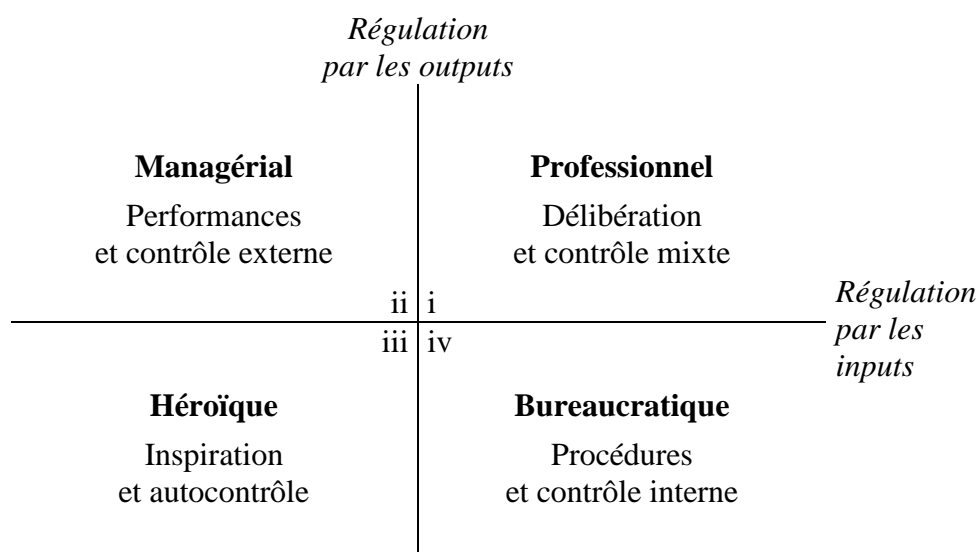 Régulation
par les outputs
Managérial
Performances
et contrôle externe
Professionnel
Délibération
et contrôle mixte
ii i
iii iv
Régulation
par les
inputs
Héroïque
Inspiration
et autocontrôle
Bureaucratique
Procédures
et contrôle interne